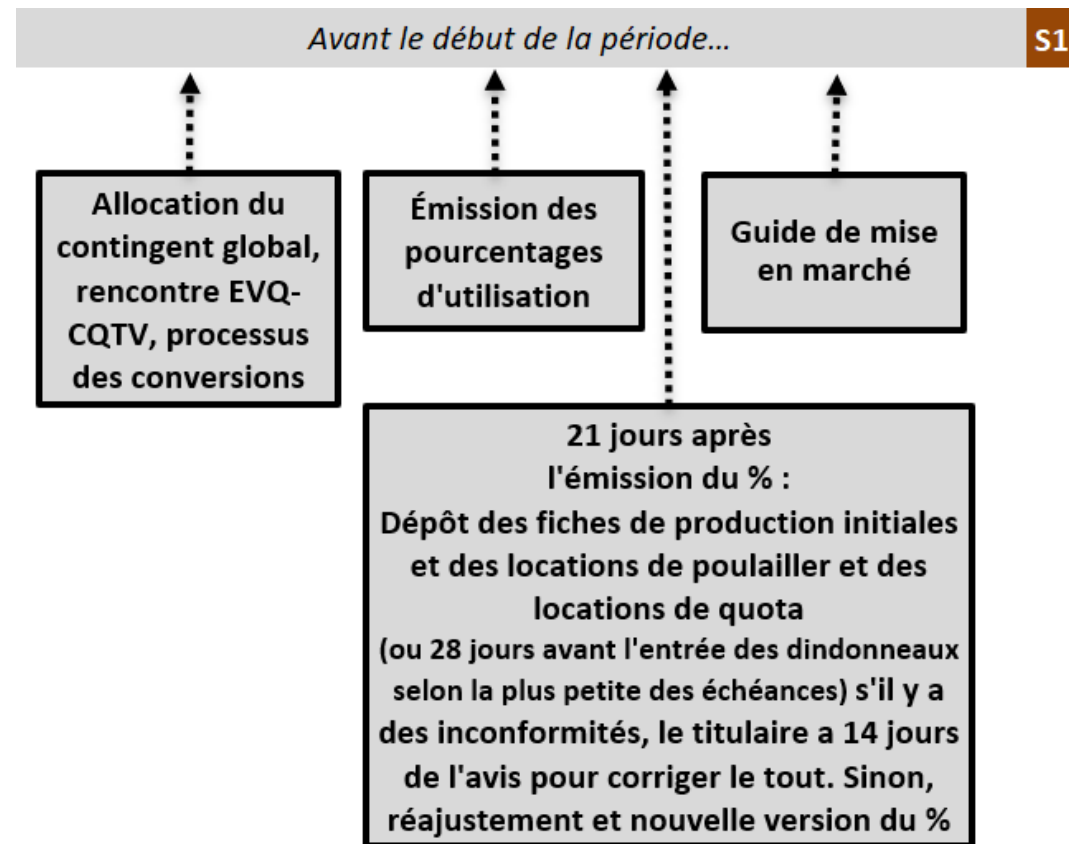 Avant le début de la période…
S1
Allocation du
contingent global,
rencontre EVQ-
CQTV, processus
des conversions
Émission des
pourcentages
d'utilisation
Guide de mise
en marché
21 jours après
l'émission du % :
Dépôt des fiches de production initiales
et des locations de poulailler et des
locations de quota
(ou 28 jours avant l'entrée des dindonneaux
selon la plus petite des échéances) s'il y a
des inconformités, le titulaire a 14 jours
de l'avis pour corriger le tout. Sinon,
réajustement et nouvelle version du %